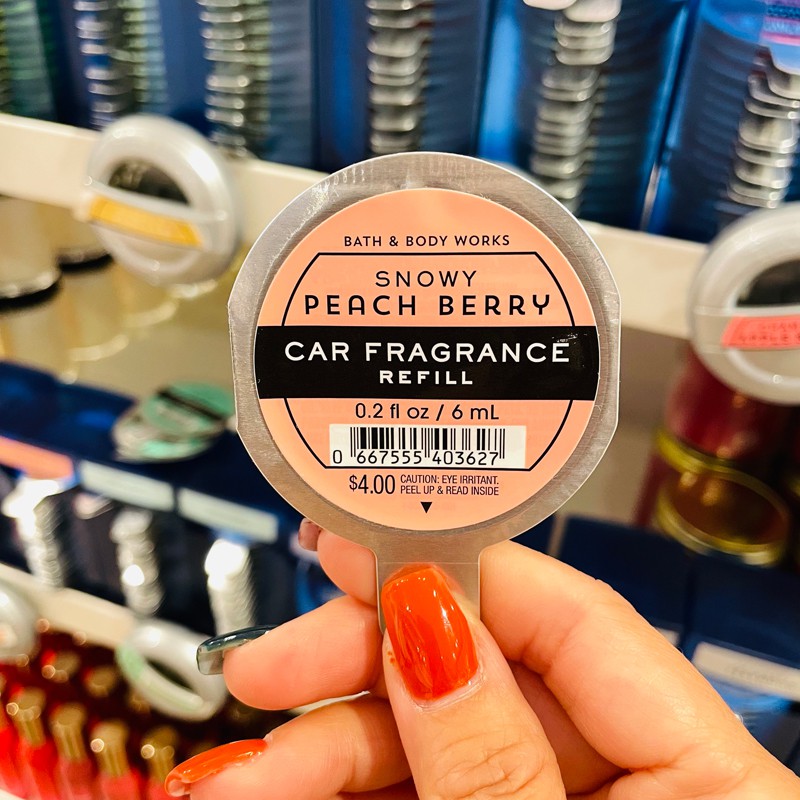 BATH & BODY WORKS
SNOWY
PEACH BERRY
CAR FRAGRANCE
REFILL
0.2 fl oz / 6 mL
0 667555 403627
$4.00 CAUTION: EYE IRRITANT.
PEEL UP & READ INSIDE